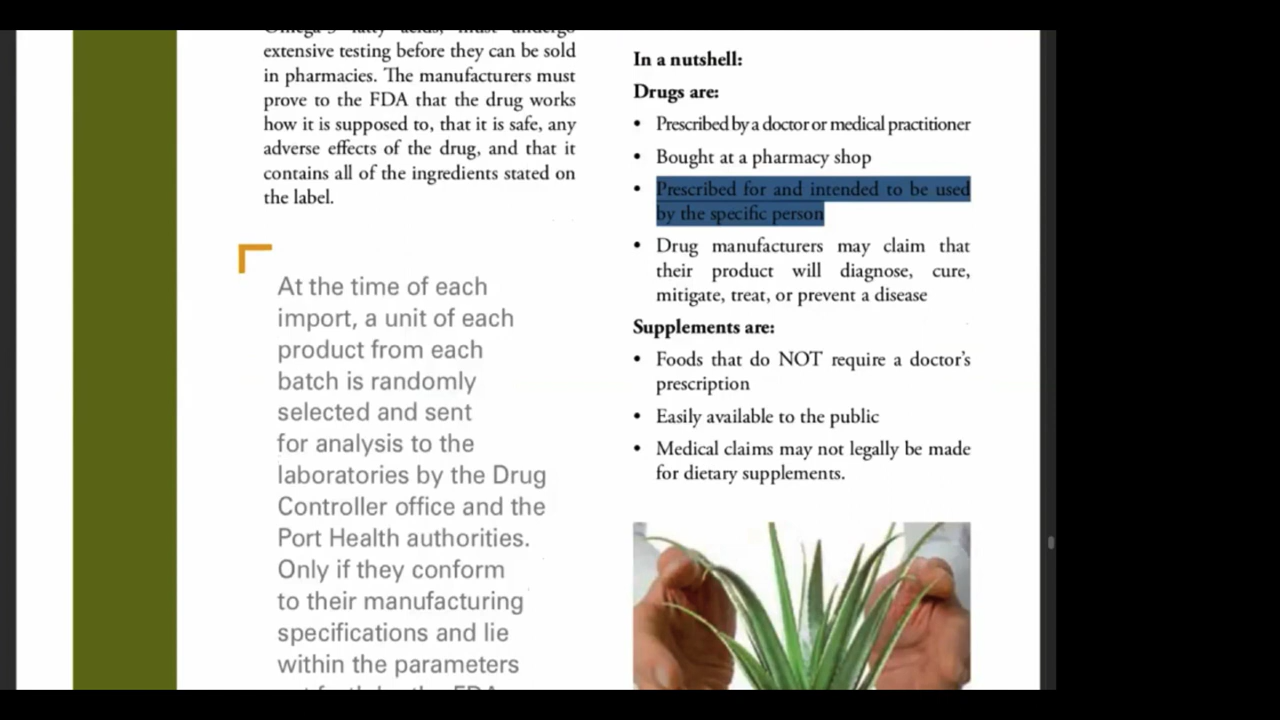 Omega-3 fatty acids, must undergo
extensive testing before they can be sold
in pharmacies. The manufacturers must
prove to the FDA that the drug works
how it is supposed to, that it is safe, any
adverse effects of the drug, and that it
contains all of the ingredients stated on
the label.
At the time of each
import, a unit of each
product from each
batch is randomly
selected and sent
for analysis to the
laboratories by the Drug
Controller office and the
Port Health authorities.
Only if they conform
to their manufacturing
specifications and lie
within the parameters
In a nutshell:
Drugs are:
• Prescribed by a doctor or medical practitioner
• Bought at a pharmacy shop
• Prescribed for and intended to be used
by the specific person
• Drug manufacturers may claim that
their product will diagnose, cure,
mitigate, treat, or prevent a disease
Supplements are:
• Foods that do NOT require a doctor's
prescription
• Easily available to the public
• Medical claims may not legally be made
for dietary supplements.